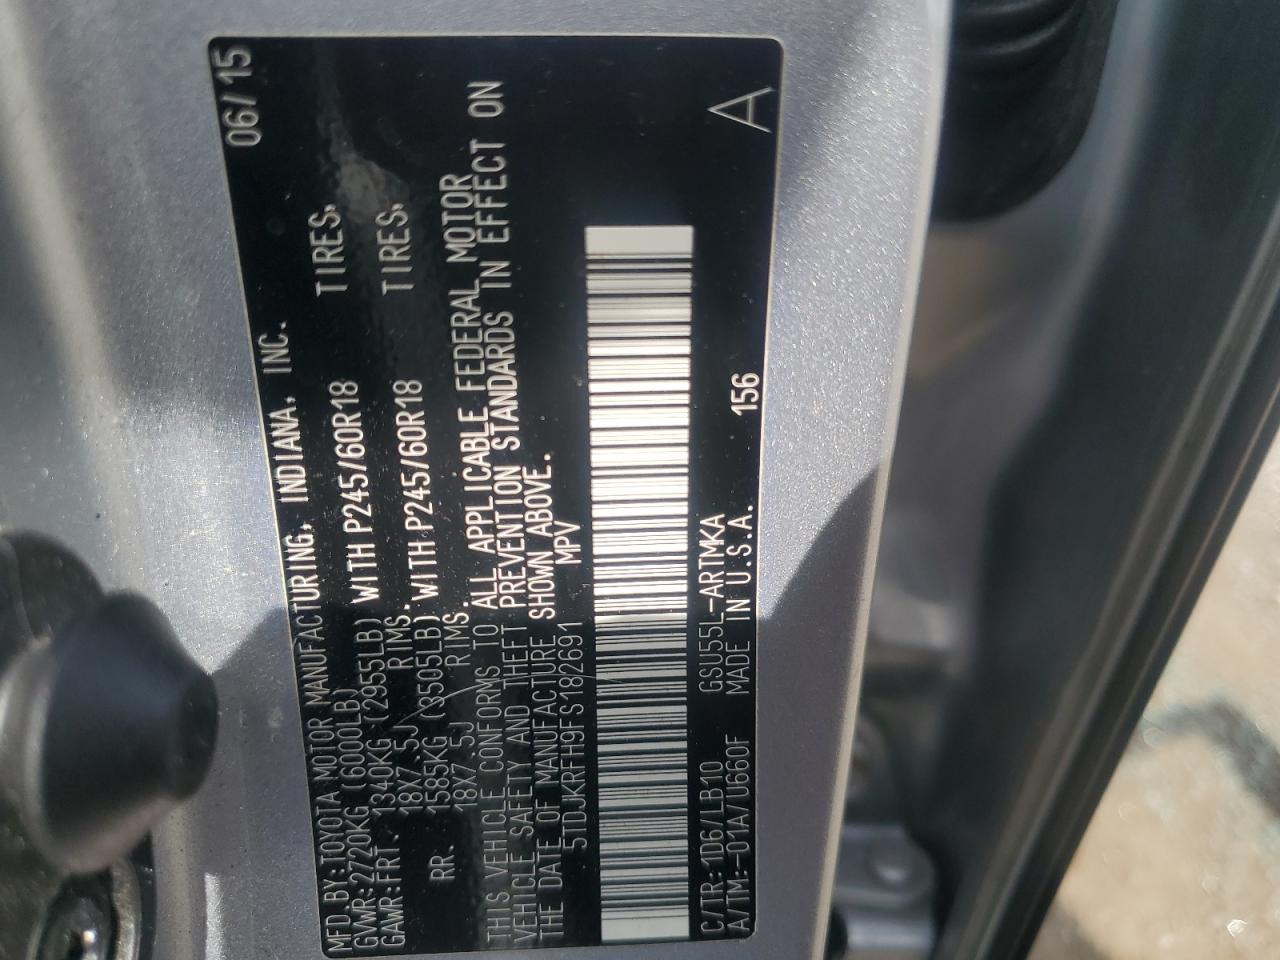 MFD.BY:TOYOTA MOTOR MANUFACTURING, INDIANA, INC. 06/15
GVWR:2720KG (6000LB)
GAWR:FRT. 1340KG (2955LB) WITH P245/60R18 TIRES,
18X7.5J RIMS.
RR. 1585KG (3505LB) WITH P245/60R18 TIRES,
18X7.5J RIMS.
THIS VEHICLE CONFORMS TO ALL APPLICABLE FEDERAL MOTOR
VEHICLE SAFETY AND THEFT PREVENTION STANDARDS IN EFFECT ON
THE DATE OF MANUFACTURE SHOWN ABOVE.
5TDJKRFH9FS182691 MPV
C/TR:1D6/LB10 GSU55L-ARTMKA
A/TM:-01A/U660F MADE IN U.S.A. 156 A